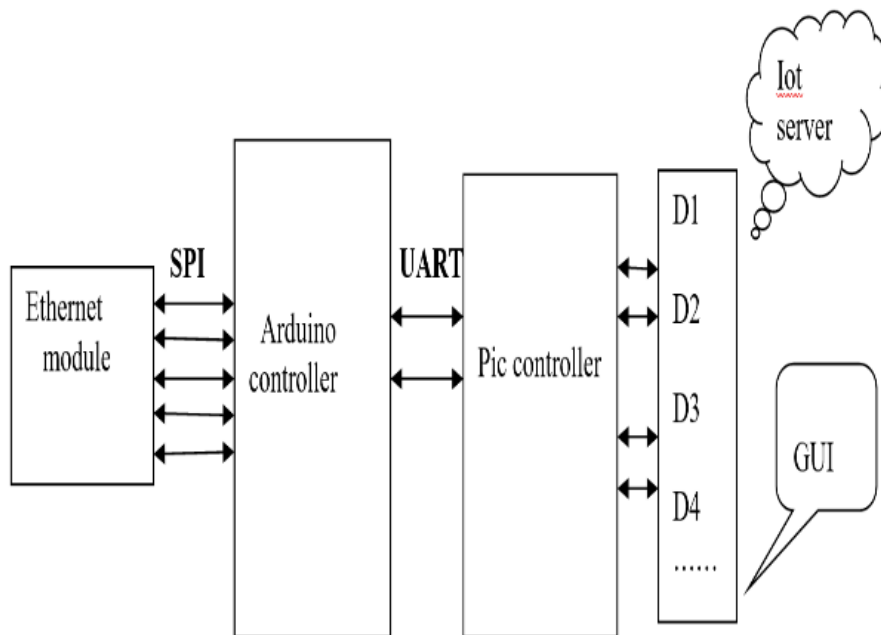 Iot
server
SPI
UART
Ethernet
module
Arduino
controller
Pic controller
D1
D2
D3
D4
......
GUI